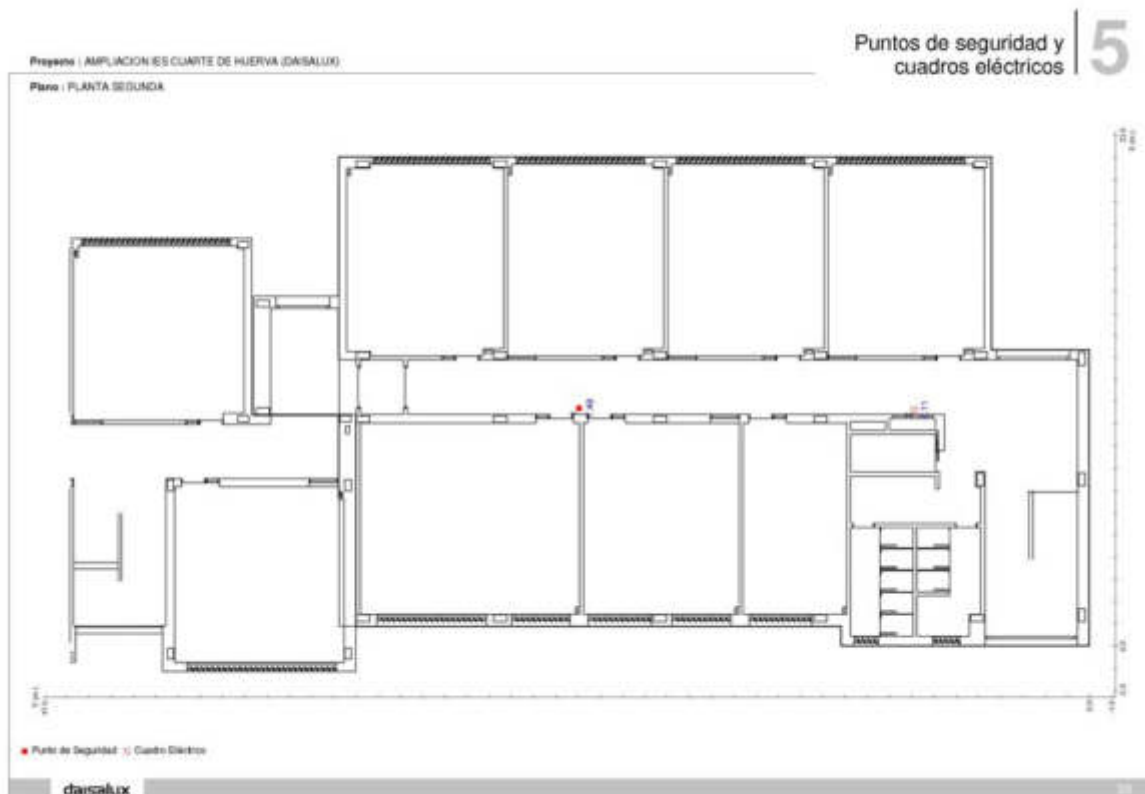 Proyecto : AMPLIACION IES CUARTE DE HUERVA (DAISALUX)
Puntos de seguridad y
cuadros eléctricos
5
Plano : PLANTA SEGUNDA
Punto de Seguridad
Cuadro Eléctrico
daisalux